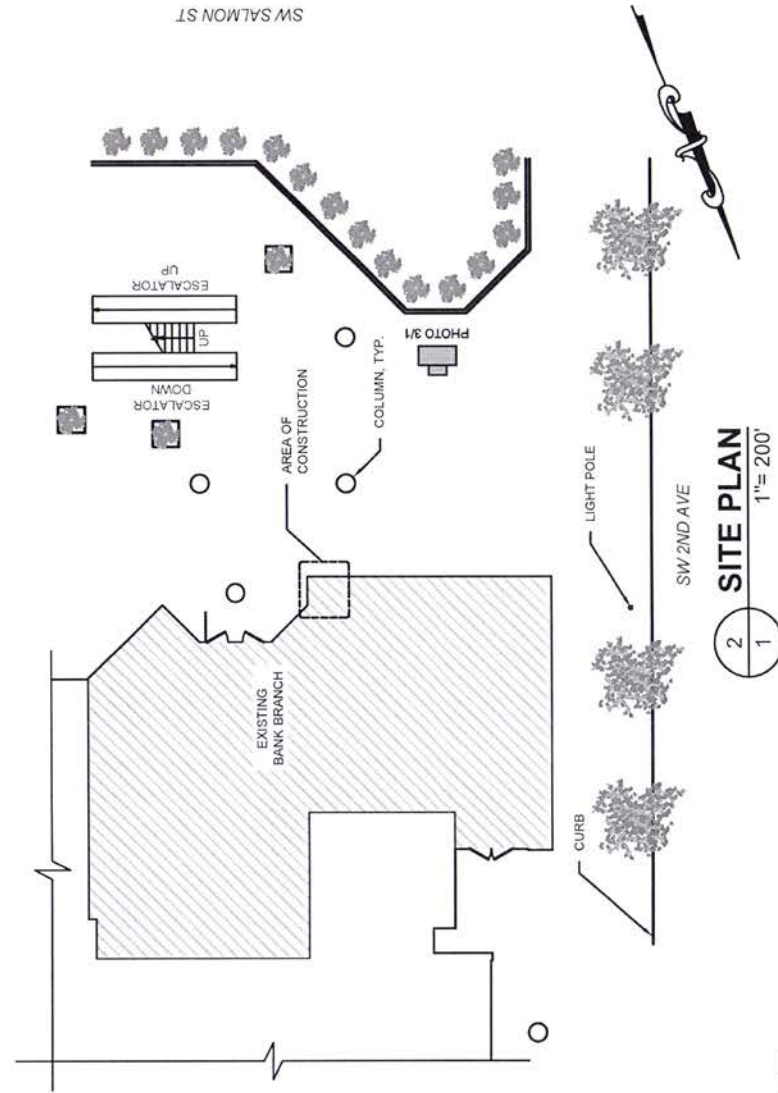 SW SALMON ST
ESCALATOR
UP
UP
DOWN
ESCALATOR
PHOTO 3/1
COLUMN, TYP.
AREA OF
CONSTRUCTION
EXISTING
BANK BRANCH
LIGHT POLE
CURB
SW 2ND AVE
2
1
SITE PLAN
1"= 200'